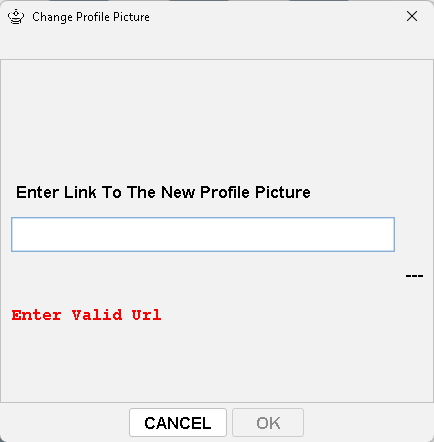 Change Profile Picture
Enter Link To The New Profile Picture
---
Enter Valid Url
CANCEL
OK